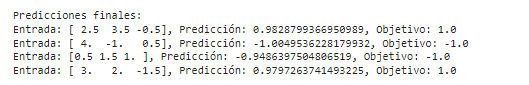 Predicciones finales:
Entrada: [ 2.5  3.5 -0.5], Predicción: 0.9828799366950989, Objetivo: 1.0
Entrada: [ 4.  -1.   0.5], Predicción: -1.0049536228179932, Objetivo: -1.0
Entrada: [0.5 1.5 1. ], Predicción: -0.9486397504806519, Objetivo: -1.0
Entrada: [ 3.   2.  -1.5], Predicción: 0.9797263741493225, Objetivo: 1.0